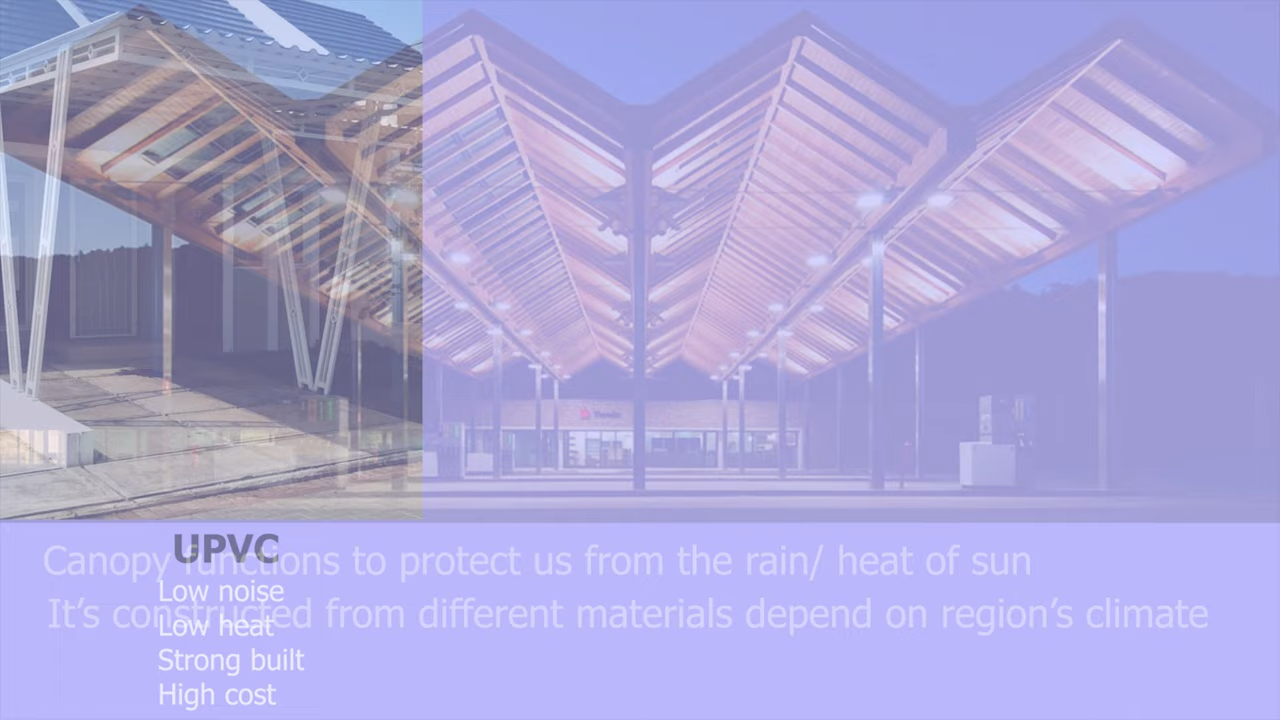 UPVC
Canopy functions to protect us from the rain/ heat of sun
Low noise
It’s constructed from different materials depend on region’s climate
Low heat
Strong built
High cost